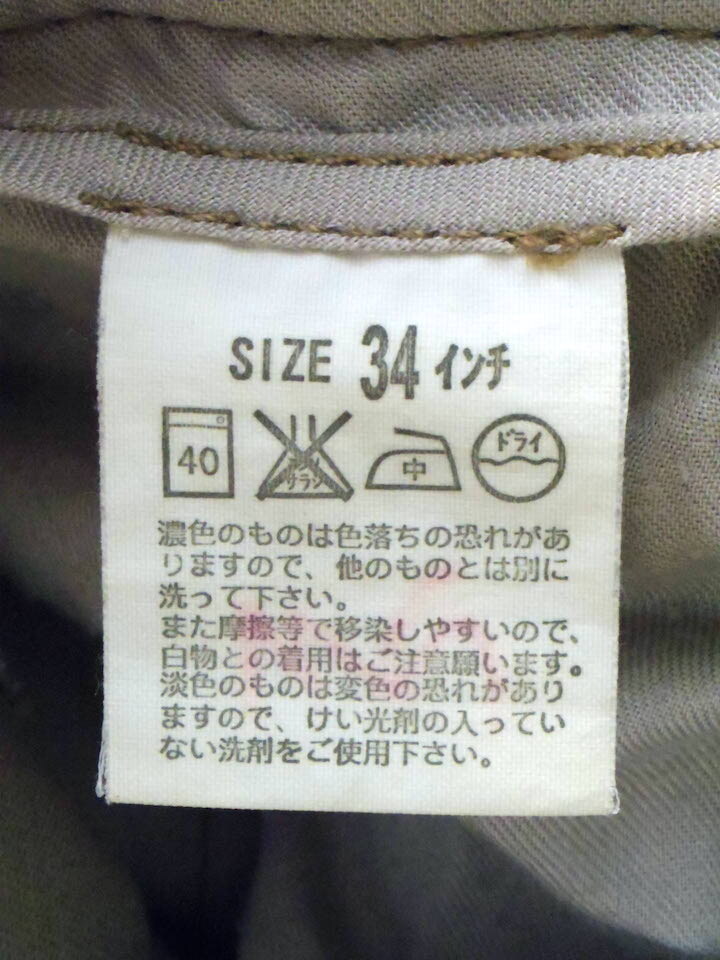 SIZE 34 インチ
40 エンソ サラシ 中 ドライ
濃色のものは色落ちの恐れがあ
りますので、他のものとは別に
洗って下さい。
また摩擦等で移染しやすいので、
白物との着用はご注意願います。
淡色のものは変色の恐れがあり
ますので、けい光剤の入ってい
ない洗剤をご使用下さい。